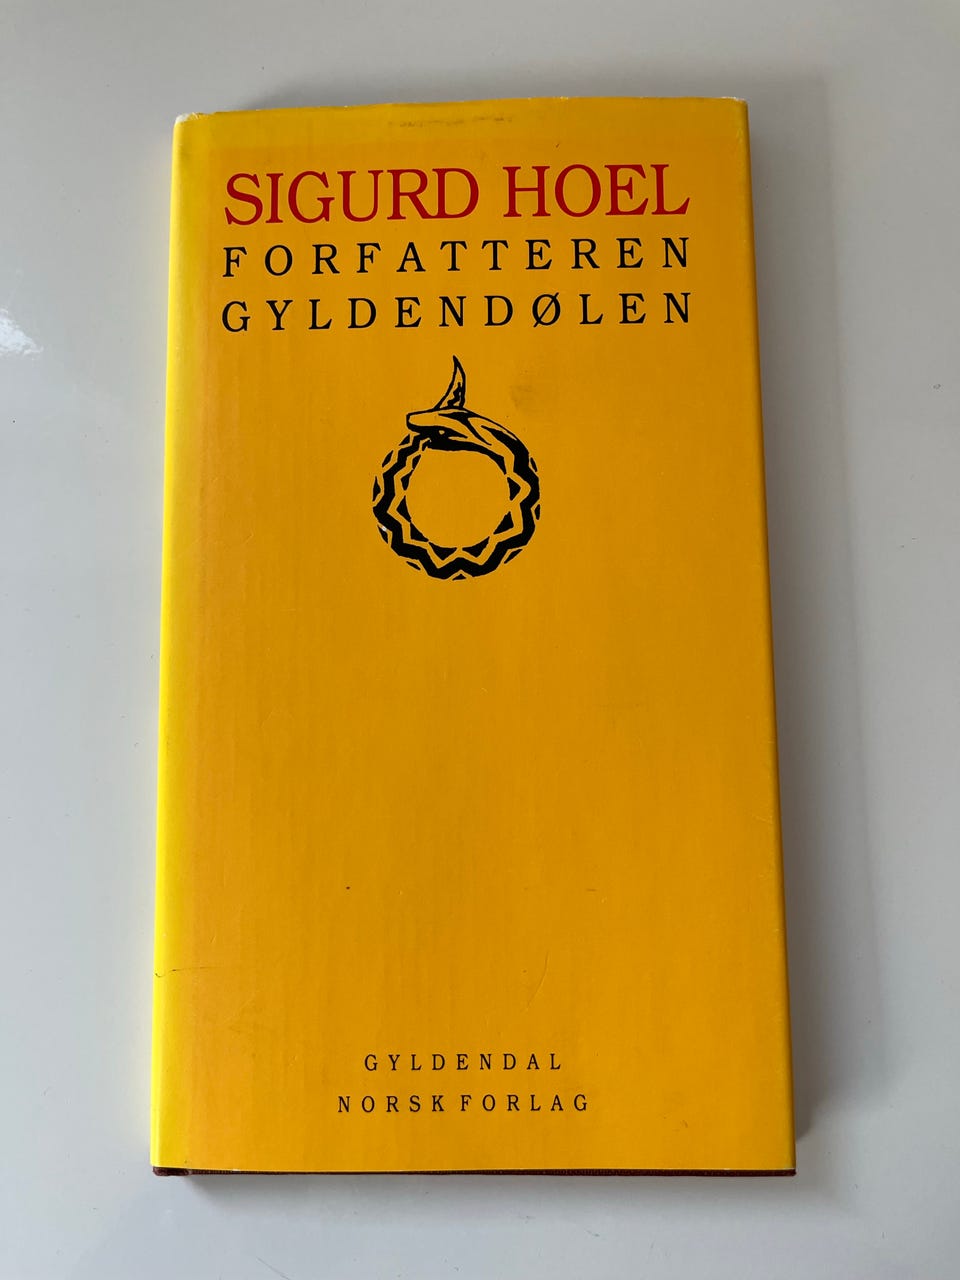 SIGURD HOEL
FORFATTEREN
GYLDENDØLEN
GYLDENDAL
NORSK FORLAG